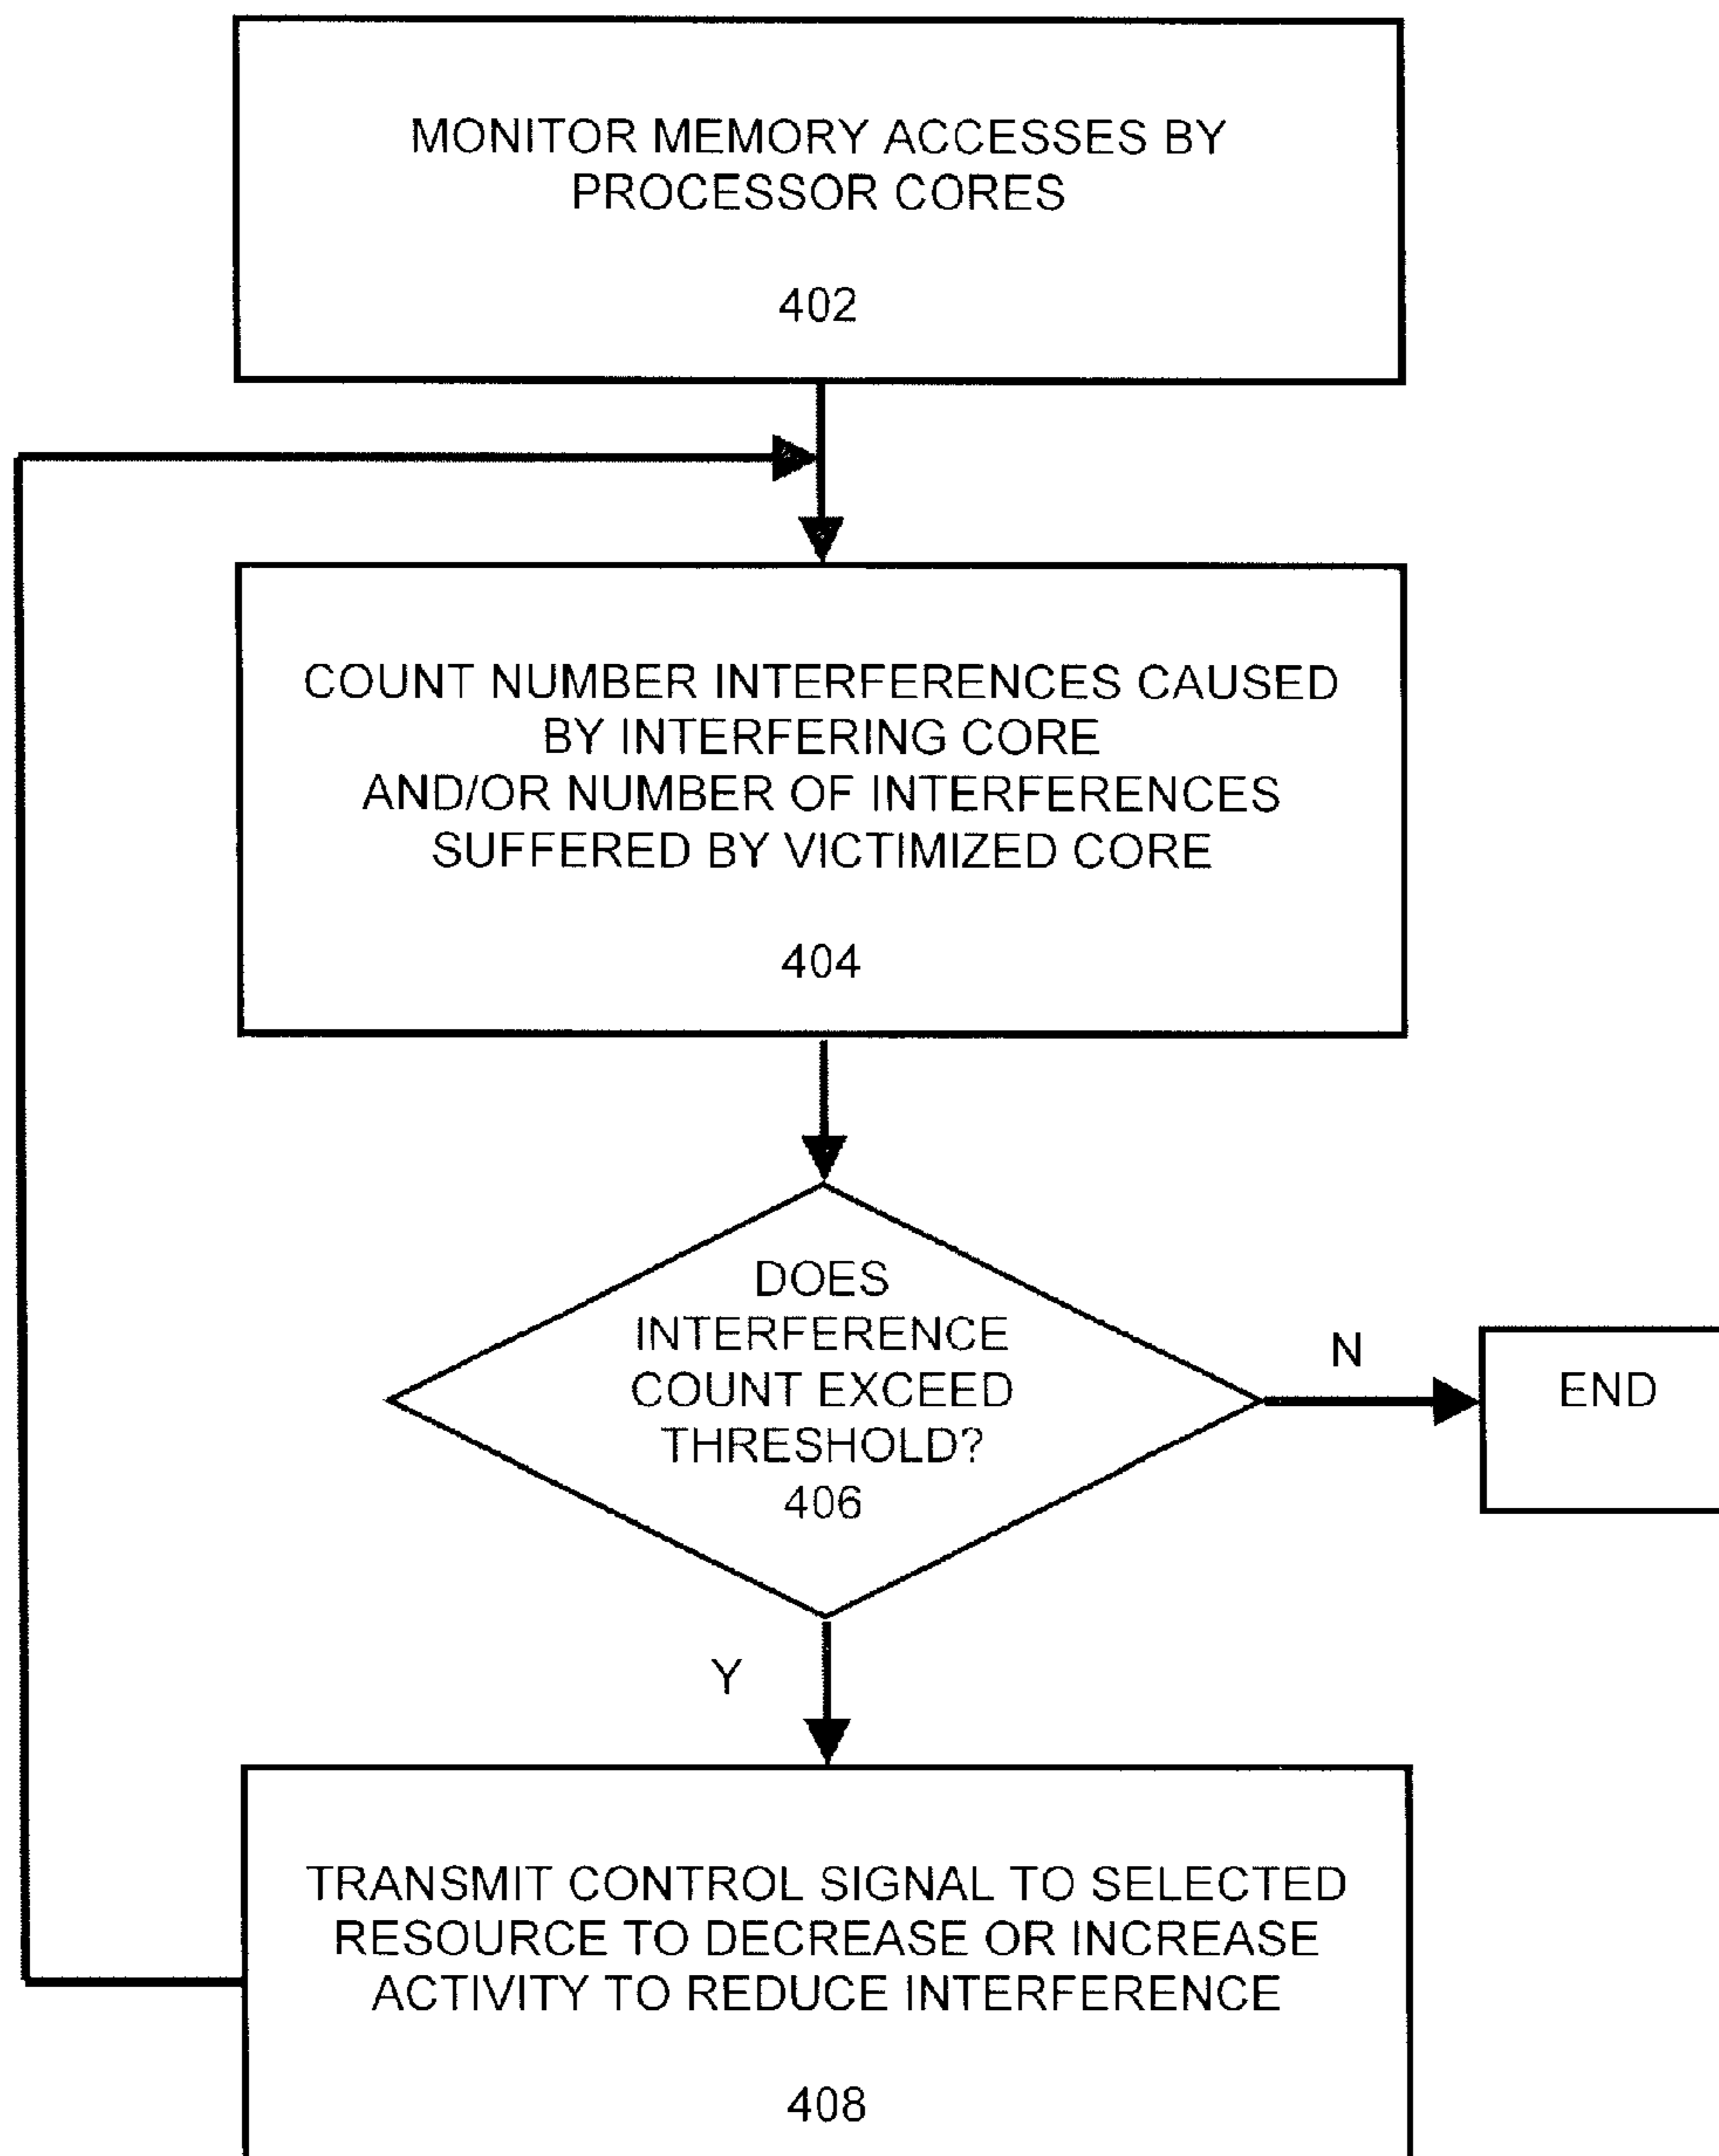 MONITOR MEMORY ACCESSES BY
PROCESSOR CORES
402
COUNT NUMBER INTERFERENCES CAUSED
BY INTERFERING CORE
AND/OR NUMBER OF INTERFERENCES
SUFFERED BY VICTIMIZED CORE
404
DOES
INTERFERENCE
COUNT EXCEED
THRESHOLD?
406
N
END
Y
TRANSMIT CONTROL SIGNAL TO SELECTED
RESOURCE TO DECREASE OR INCREASE
ACTIVITY TO REDUCE INTERFERENCE
408